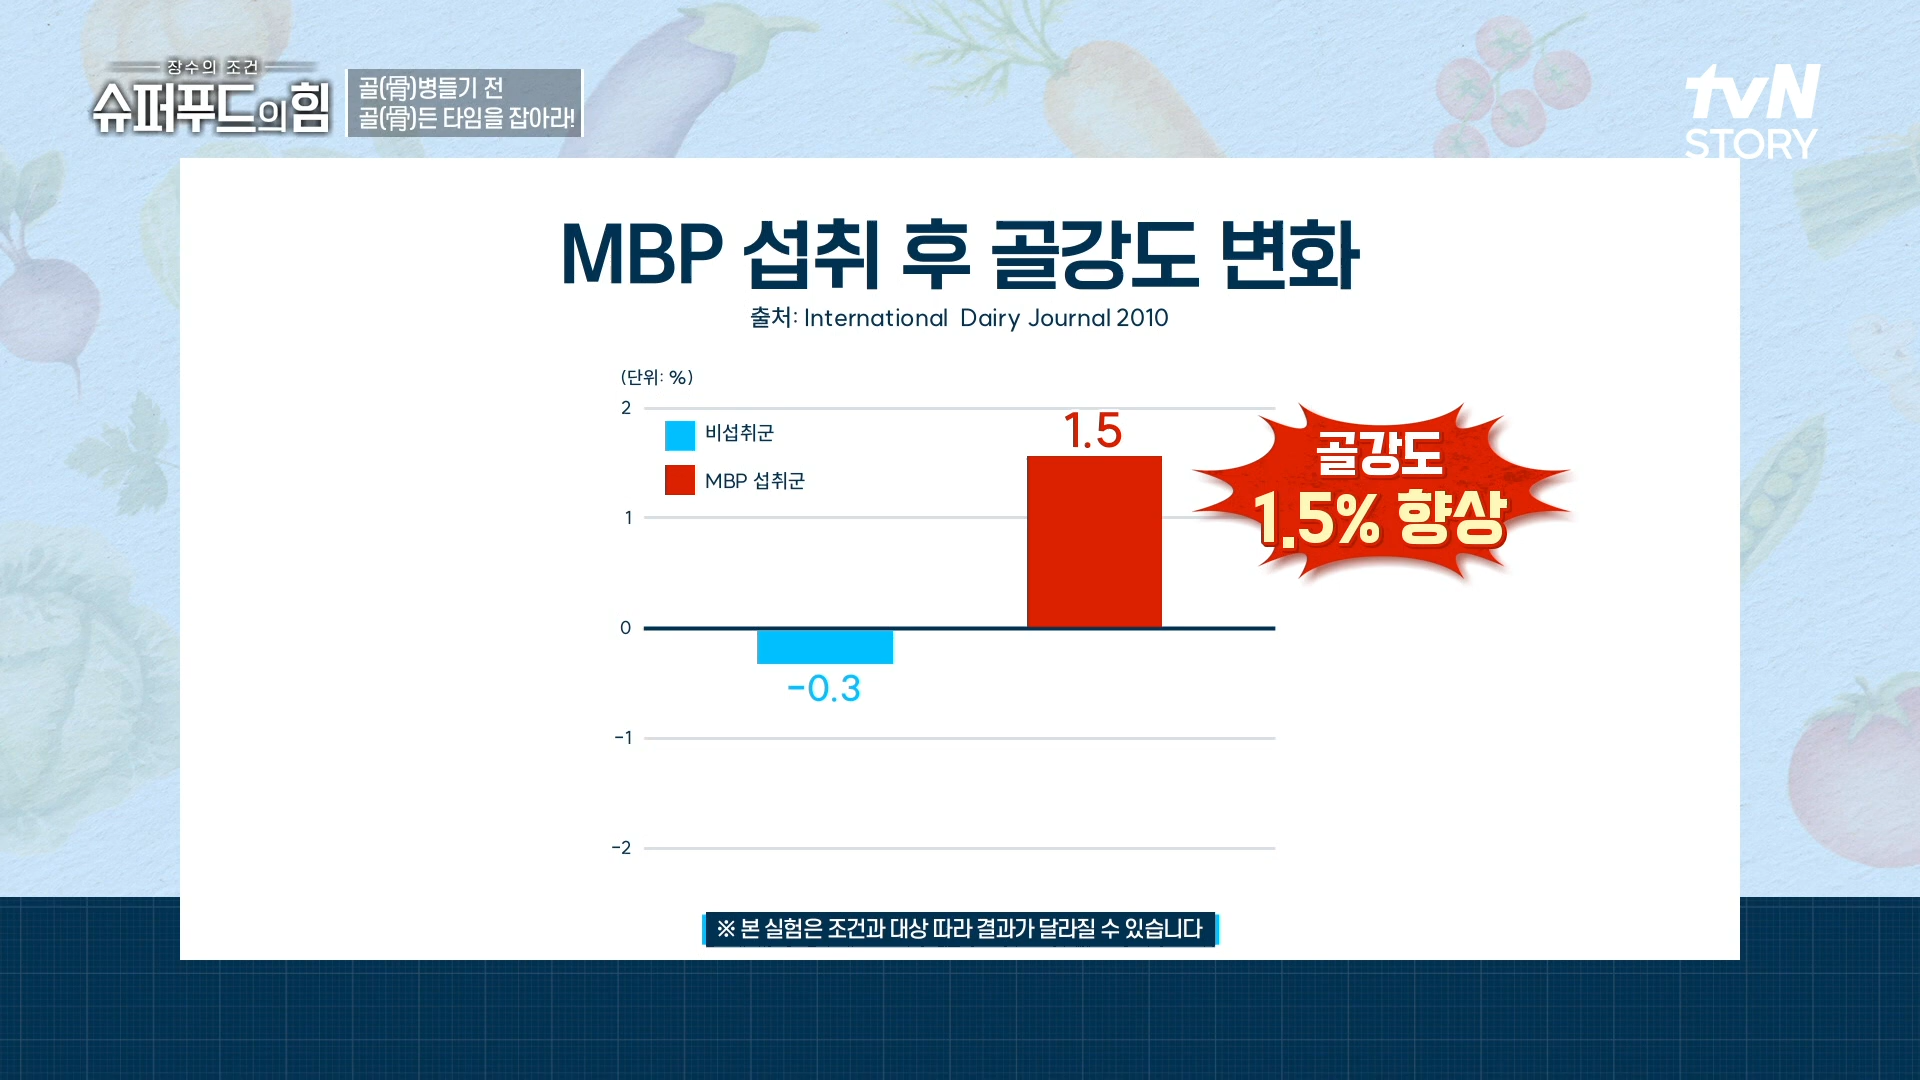 장수의 조건
슈퍼푸드의 힘
골(骨)병들기 전
골(骨)든 타임을 잡아라!
tvN
STORY
MBP 섭취 후 골강도 변화
출처: International Dairy Journal 2010
(단위: %)
2
비섭취군
MBP 섭취군
1.5
골강도
1.5% 향상
1
0
-0.3
-1
-2
※ 본 실험은 조건과 대상 따라 결과가 달라질 수 있습니다